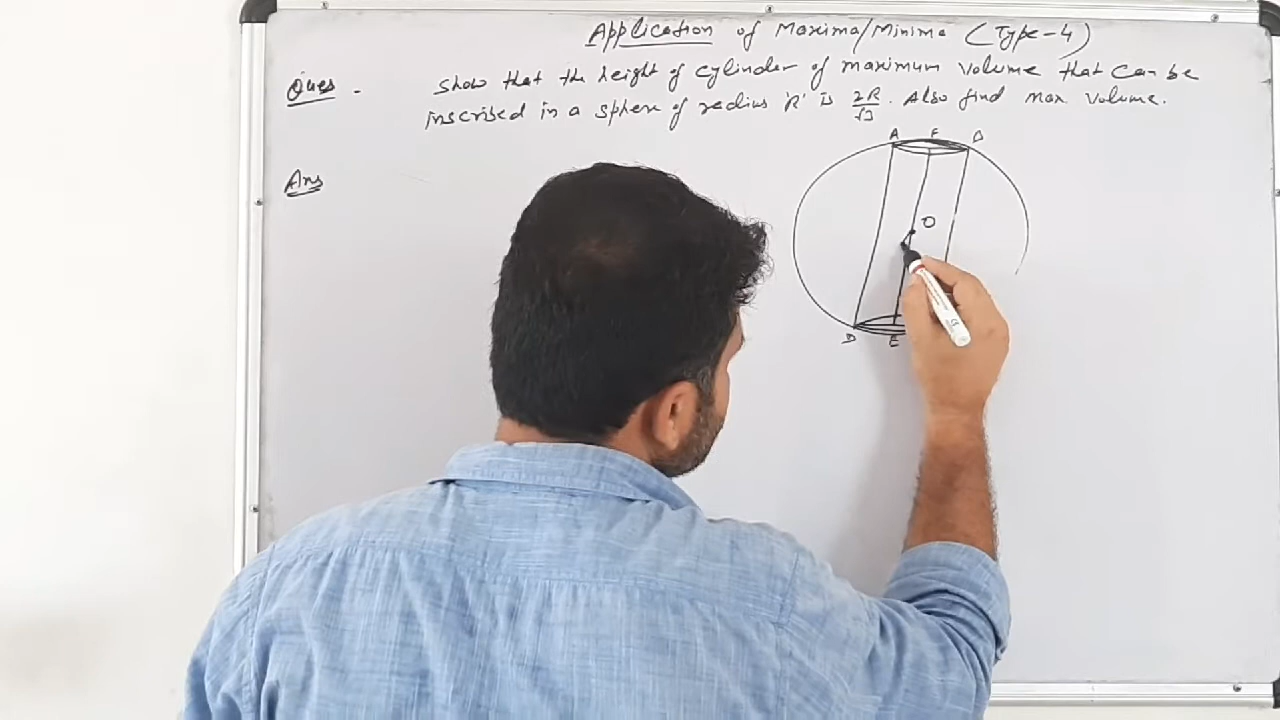 Application of Maxima/Minima (Type-4)
Ques. Show that the height of cylinder of maximum volume that can be
inscribed in a sphere of radius 'R' is 2R/√3. Also find max volume.
A F B
Ans
O
D E